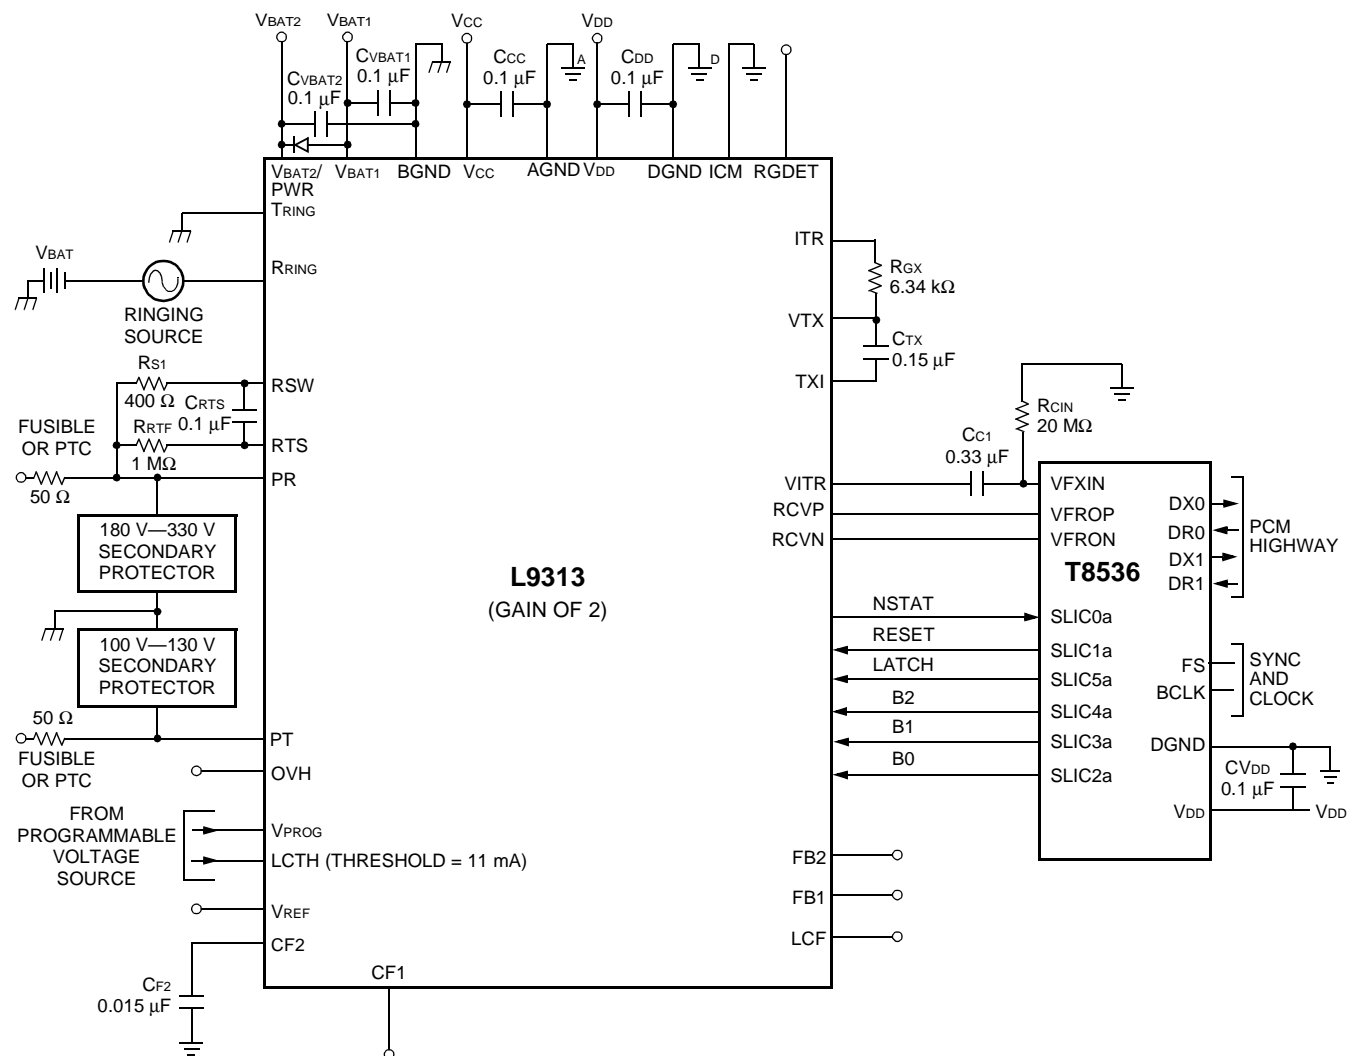 VBAT2
VBAT1
VCC
VDD
CVBAT2
0.1 µF
CVBAT1
0.1 µF
CCC
0.1 µF
A
CDD
0.1 µF
D
VBAT2/
PWR
VBAT1
BGND
VCC
AGND
VDD
DGND
ICM
RGDET
TRING
VBAT
RRING
RINGING
SOURCE
RS1
400 Ω
RSW
CRTS
0.1 µF
RRTF
1 MΩ
RTS
FUSIBLE
OR PTC
50 Ω
PR
180 V—330 V
SECONDARY
PROTECTOR
100 V—130 V
SECONDARY
PROTECTOR
50 Ω
FUSIBLE
OR PTC
PT
OVH
FROM
PROGRAMMABLE
VOLTAGE
SOURCE
VPROG
LCTH (THRESHOLD = 11 mA)
VREF
CF2
CF2
0.015 µF
CF1
L9313
(GAIN OF 2)
ITR
RGX
6.34 kΩ
VTX
CTX
0.15 µF
TXI
RCIN
20 MΩ
CC1
0.33 µF
VITR
RCVP
RCVN
VFXIN
VFROP
VFRON
T8536
DX0
DR0
DX1
DR1
PCM
HIGHWAY
NSTAT
SLIC0a
RESET
SLIC1a
LATCH
SLIC5a
B2
SLIC4a
B1
SLIC3a
B0
SLIC2a
FS
BCLK
SYNC
AND
CLOCK
DGND
CVDD
0.1 µF
VDD
VDD
FB2
FB1
LCF